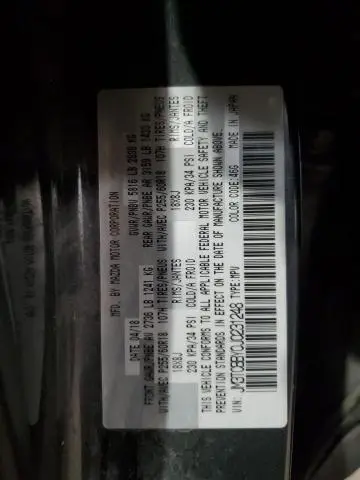 MFD. BY MAZDA MOTOR CORPORATION
DATE: 04/18 GVWR/PNBV 5816 LB 2638 KG
FRONT GAWR/PNBE AV 2736 LB 1241 KG REAR GAWR/PNBE AR 3159 LB 1433 KG
WITH/AVEC P255/60R18 107H TIRES/PNEUS WITH/AVEC P255/60R18 107H TIRES/PNEUS
18X8J RIMS/JANTES 18X8J RIMS/JANTES
230 KPA/34 PSI COLD/A FROID 230 KPA/34 PSI COLD/A FROID
THIS VEHICLE CONFORMS TO ALL APPLICABLE FEDERAL MOTOR VEHICLE SAFETY AND THEFT
PREVENTION STANDARDS IN EFFECT ON THE DATE OF MANUFACTURE SHOWN ABOVE.
MADE IN JAPAN
COLOR CODE:46G
VIN: TYPE:MPV